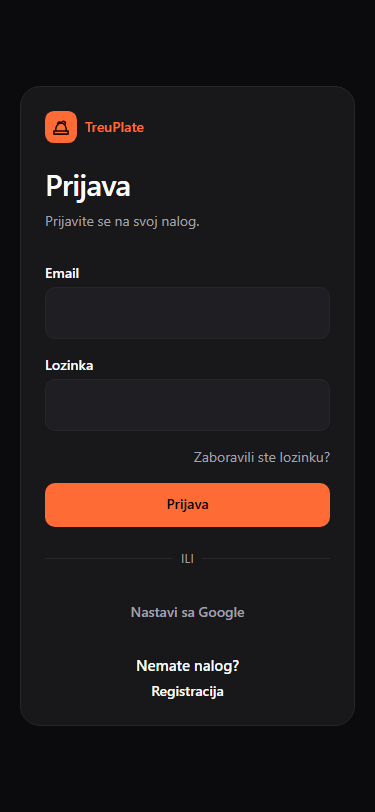 TreuPlate
Prijava
Prijavite se na svoj nalog.
Email
Lozinka
Zaboravili ste lozinku?
Prijava
ILI
Nastavi sa Google
Nemate nalog?
Registracija